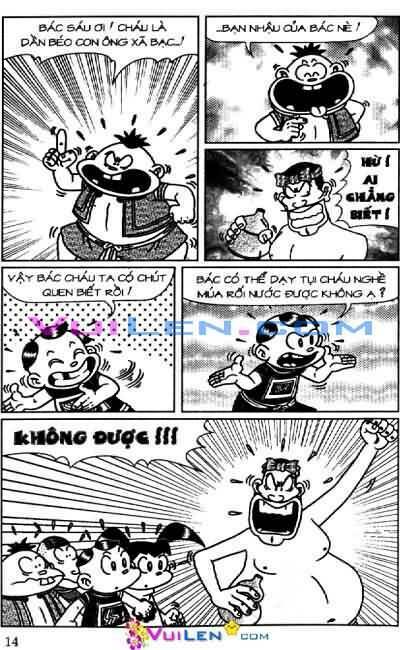 BÁC SÁU ƠI! CHÁU LÀ
DẦN BÉO CON ÔNG XÃ BẠC...!
...BẠN NHẬU CỦA BÁC NÈ!
HỪ!
AI
CHẲNG
BIẾT!
VẬY BÁC CHÁU TA CÓ CHÚT
QUEN BIẾT RỒI!
BÁC CÓ THỂ DẠY TỤI CHÁU NGHỀ
MÚA RỐI NƯỚC ĐƯỢC KHÔNG Ạ?
VUILEN.COM
KHÔNG ĐƯỢC!!!
14
VUILEN.COM